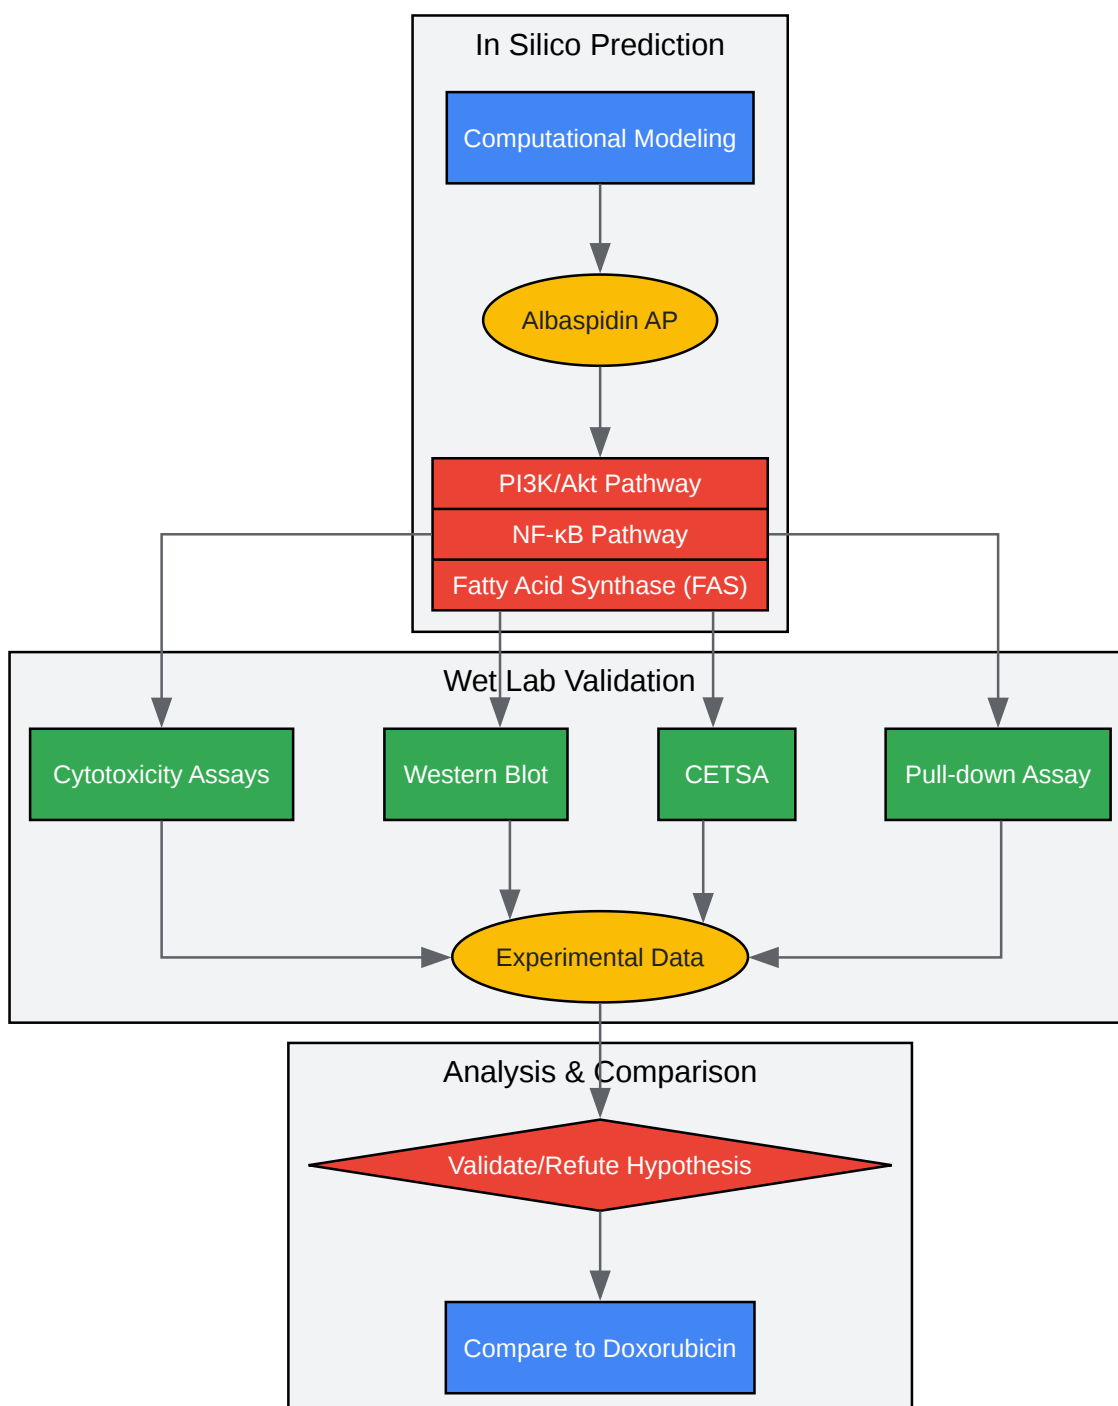 In Silico Prediction
Computational Modeling
Albaspidin AP
PI3K/Akt Pathway
NF-κB Pathway
Fatty Acid Synthase (FAS)
Wet Lab Validation
Cytotoxicity Assays
Western Blot
CETSA
Pull-down Assay
Experimental Data
Analysis & Comparison
Validate/Refute Hypothesis
Compare to Doxorubicin